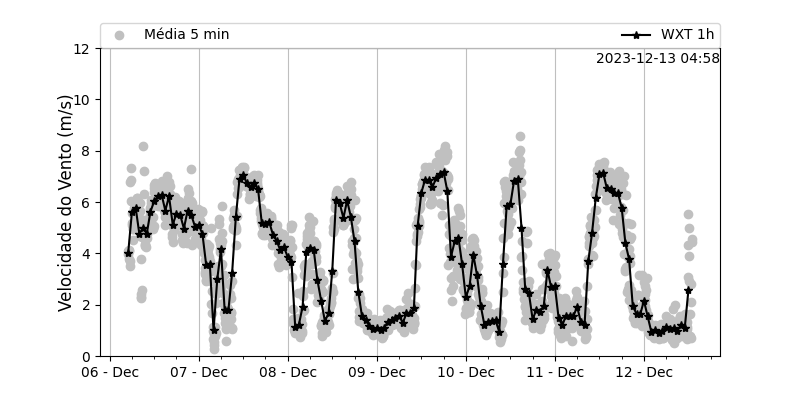 Média 5 min
WXT 1h
2023-12-13 04:58
Velocidade do Vento (m/s)
12
10
8
6
4
2
0
06 - Dec 07 - Dec 08 - Dec 09 - Dec 10 - Dec 11 - Dec 12 - Dec